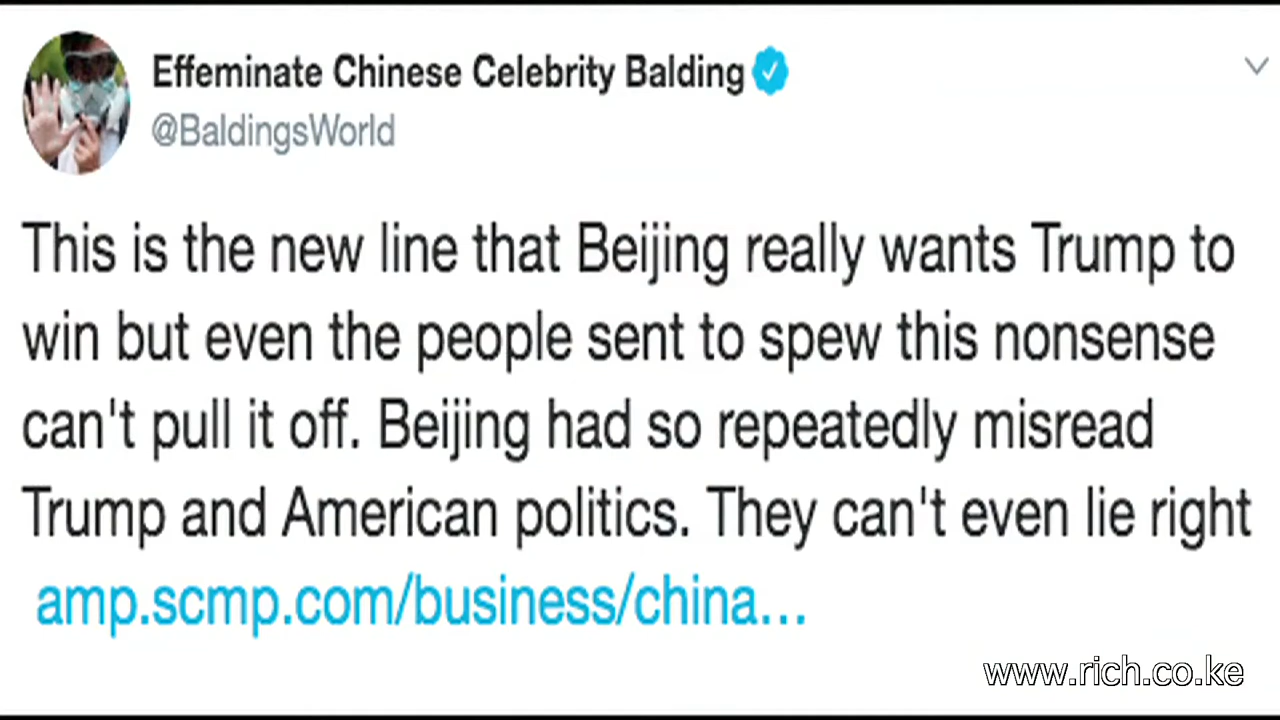 Effeminate Chinese Celebrity Balding
@BaldingsWorld
This is the new line that Beijing really wants Trump to
win but even the people sent to spew this nonsense
can't pull it off. Beijing had so repeatedly misread
Trump and American politics. They can't even lie right
amp.scmp.com/business/china...
www.rich.co.ke